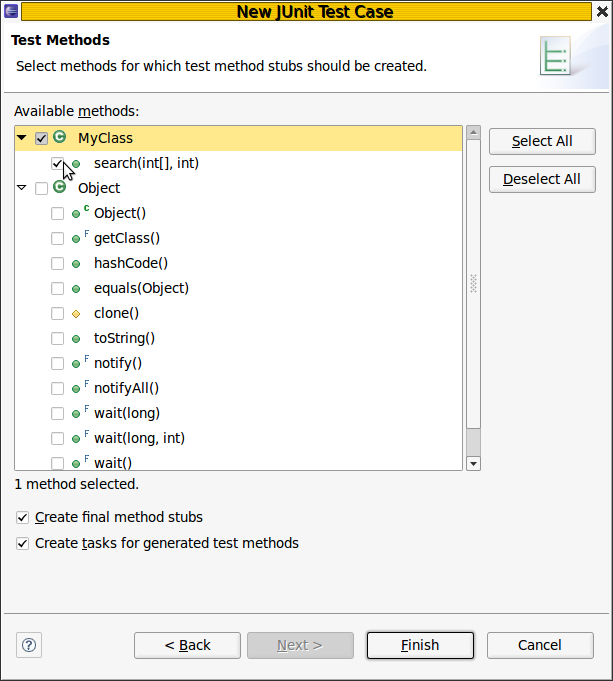 New JUnit Test Case
Test Methods
Select methods for which test method stubs should be created.
Available methods:
MyClass
search(int[], int)
Object
Object()
getClass()
hashCode()
equals(Object)
clone()
toString()
notify()
notifyAll()
wait(long)
wait(long, int)
wait()
Select All
Deselect All
1 method selected.
Create final method stubs
Create tasks for generated test methods
< Back
Next >
Finish
Cancel